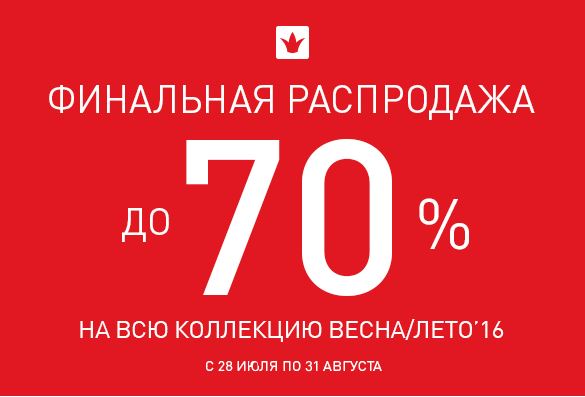 ФИНАЛЬНАЯ РАСПРОДАЖА
ДО 70 %
НА ВСЮ КОЛЛЕКЦИЮ ВЕСНА/ЛЕТО'16
С 28 ИЮЛЯ ПО 31 АВГУСТА